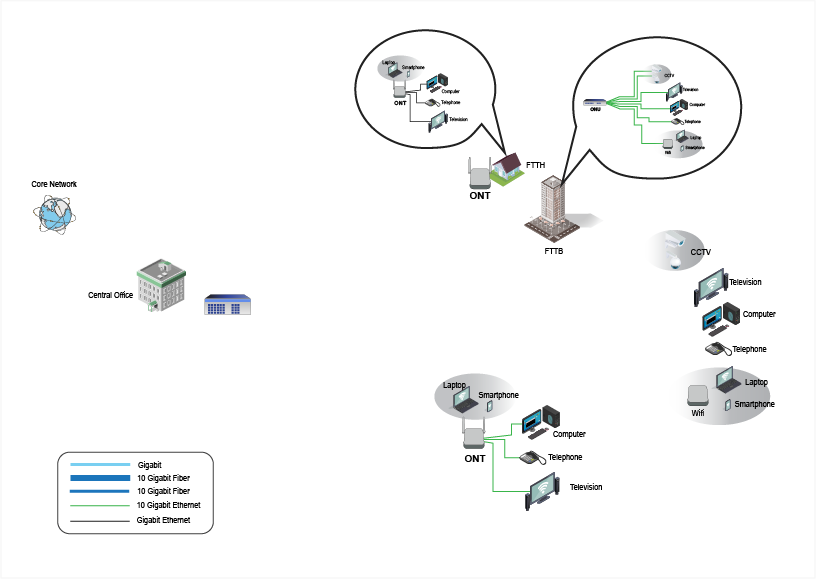 Laptop
Smartphone
ONT
Computer
Telephone
Television
CCTV
Television
ONU
Computer
Telephone
Laptop
Wifi
Smartphone
FTTH
ONT
Core Network
FTTB
CCTV
Central Office
Television
Computer
Telephone
Laptop
Smartphone
Wifi
Laptop
Smartphone
Computer
ONT
Telephone
Television
Gigabit
10 Gigabit Fiber
10 Gigabit Fiber
10 Gigabit Ethernet
Gigabit Ethernet